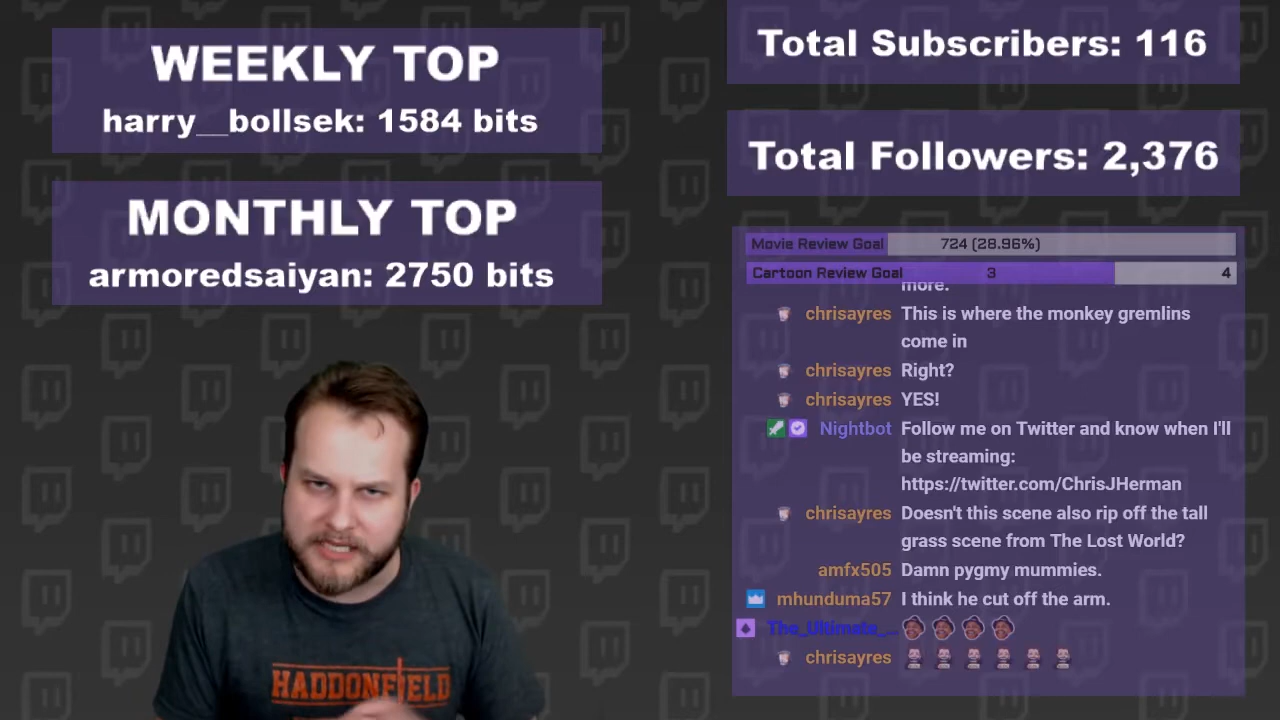 WEEKLY TOP
harry__bollsek: 1584 bits
MONTHLY TOP
armoredsaiyan: 2750 bits
Total Subscribers: 116
Total Followers: 2,376
Movie Review Goal 724 (28.96%)
Cartoon Review Goal 3 4
more.
chrisayres This is where the monkey gremlins
come in
chrisayres Right?
chrisayres YES!
Nightbot Follow me on Twitter and know when I'll
be streaming:
https://twitter.com/ChrisJHerman
chrisayres Doesn't this scene also rip off the tall
grass scene from The Lost World?
amfx505 Damn pygmy mummies.
mhunduma57 I think he cut off the arm.
The_Ultimate_...
chrisayres
HADDONFIELD